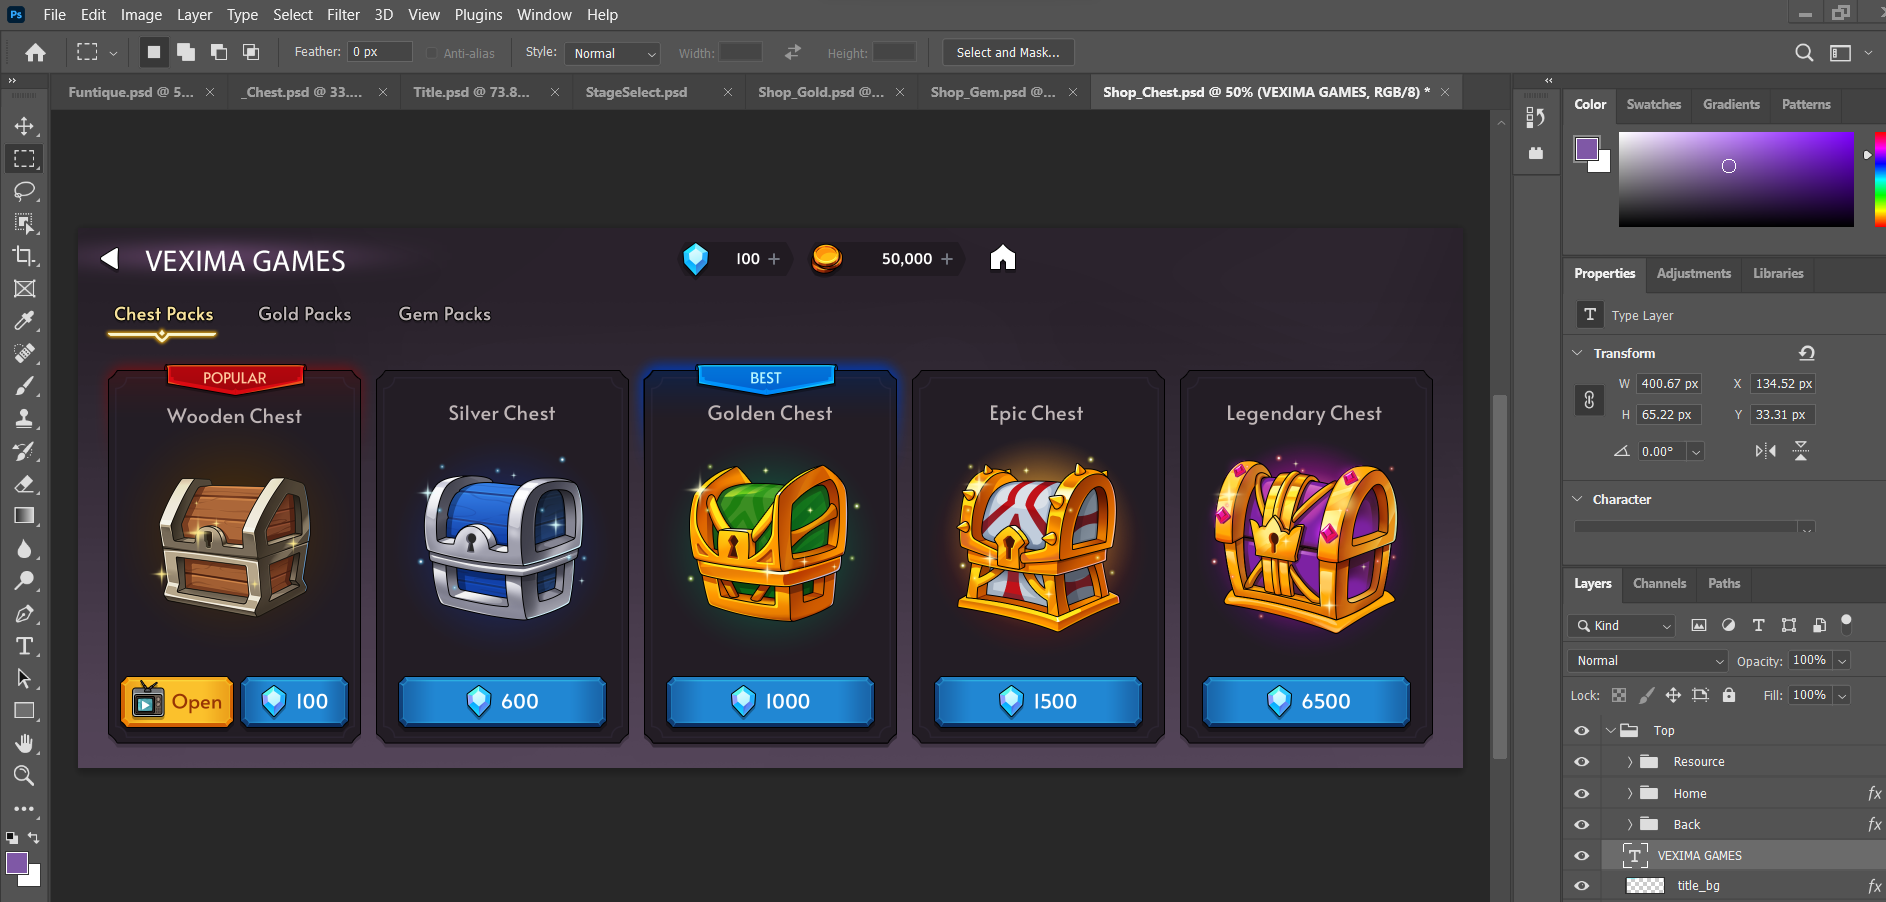 Ps File Edit Image Layer Type Select Filter 3D View Plugins Window Help
Feather: 0 px Anti-alias Style: Normal Width: Height: Select and Mask...
Funtique.psd @ 5... _Chest.psd @ 33.... Title.psd @ 73.8... StageSelect.psd Shop_Gold.psd @... Shop_Gem.psd @... Shop_Chest.psd @ 50% (VEXIMA GAMES, RGB/8) *
VEXIMA GAMES 100 + 50,000 +
Chest Packs Gold Packs Gem Packs
POPULAR BEST
Wooden Chest Silver Chest Golden Chest Epic Chest Legendary Chest
Open 100 600 1000 1500 6500
Color Swatches Gradients Patterns
Properties Adjustments Libraries
T Type Layer
Transform
W 400.67 px X 134.52 px
H 65.22 px Y 33.31 px
0.00°
Character
Layers Channels Paths
Kind
Normal Opacity: 100%
Lock: Fill: 100%
Top
Resource
Home fx
Back fx
T VEXIMA GAMES
title_bg fx